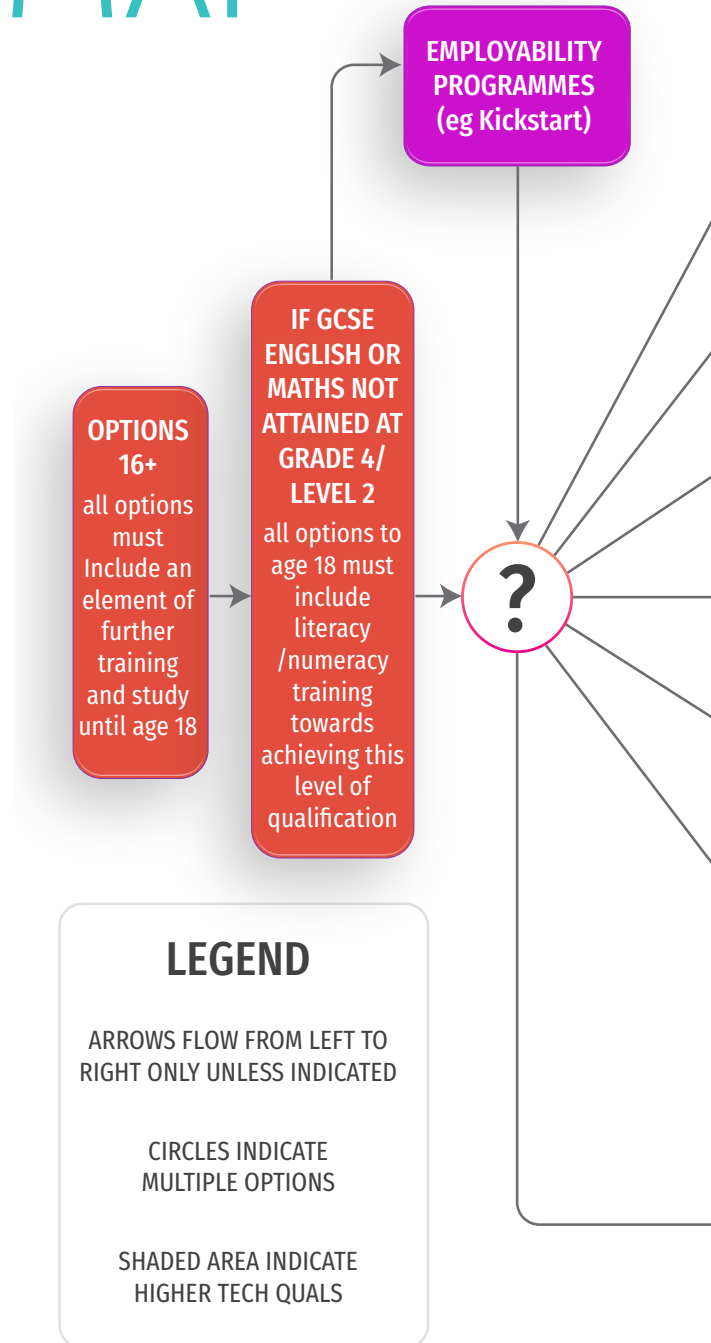 EMPLOYABILITY
PROGRAMMES
(eg Kickstart)
OPTIONS
16+
all options
must
Include an
element of
further
training
and study
until age 18
IF GCSE
ENGLISH OR
MATHS NOT
ATTAINED AT
GRADE 4/
LEVEL 2
all options to
age 18 must
include
literacy
/numeracy
training
towards
achieving this
level of
qualification
?
LEGEND
ARROWS FLOW FROM LEFT TO
RIGHT ONLY UNLESS INDICATED
CIRCLES INDICATE
MULTIPLE OPTIONS
SHADED AREA INDICATE
HIGHER TECH QUALS